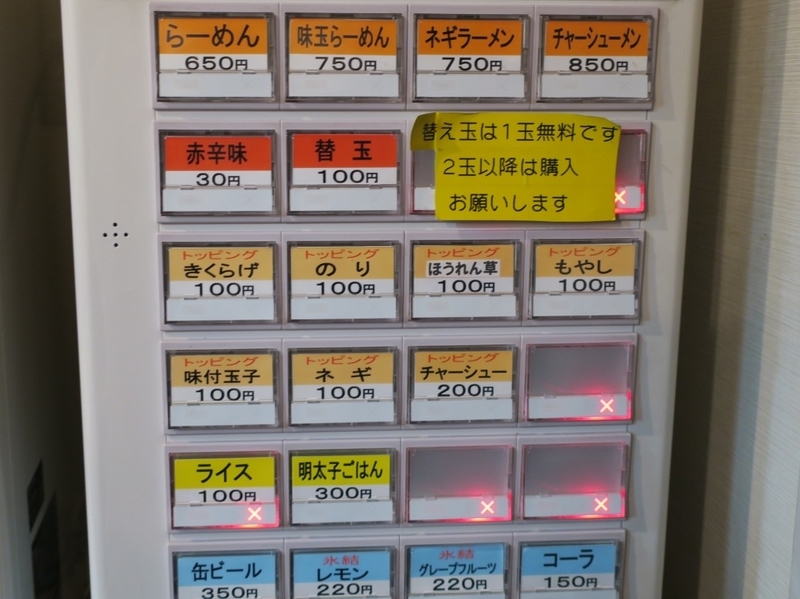 らーめん
650円
味玉らーめん
750円
ネギラーメン
750円
チャーシューメン
850円
赤辛味
30円
替玉
100円
替え玉は1玉無料です
2玉以降は購入
お願いします
×
トッピング
きくらげ
100円
トッピング
のり
100円
トッピング
ほうれん草
100円
トッピング
もやし
100円
トッピング
味付玉子
100円
トッピング
ネギ
100円
トッピング
チャーシュー
200円
×
ライス
100円
×
明太子ごはん
300円
×
×
缶ビール
350円
氷結
レモン
220円
氷結
グレープフルーツ
220円
コーラ
150円